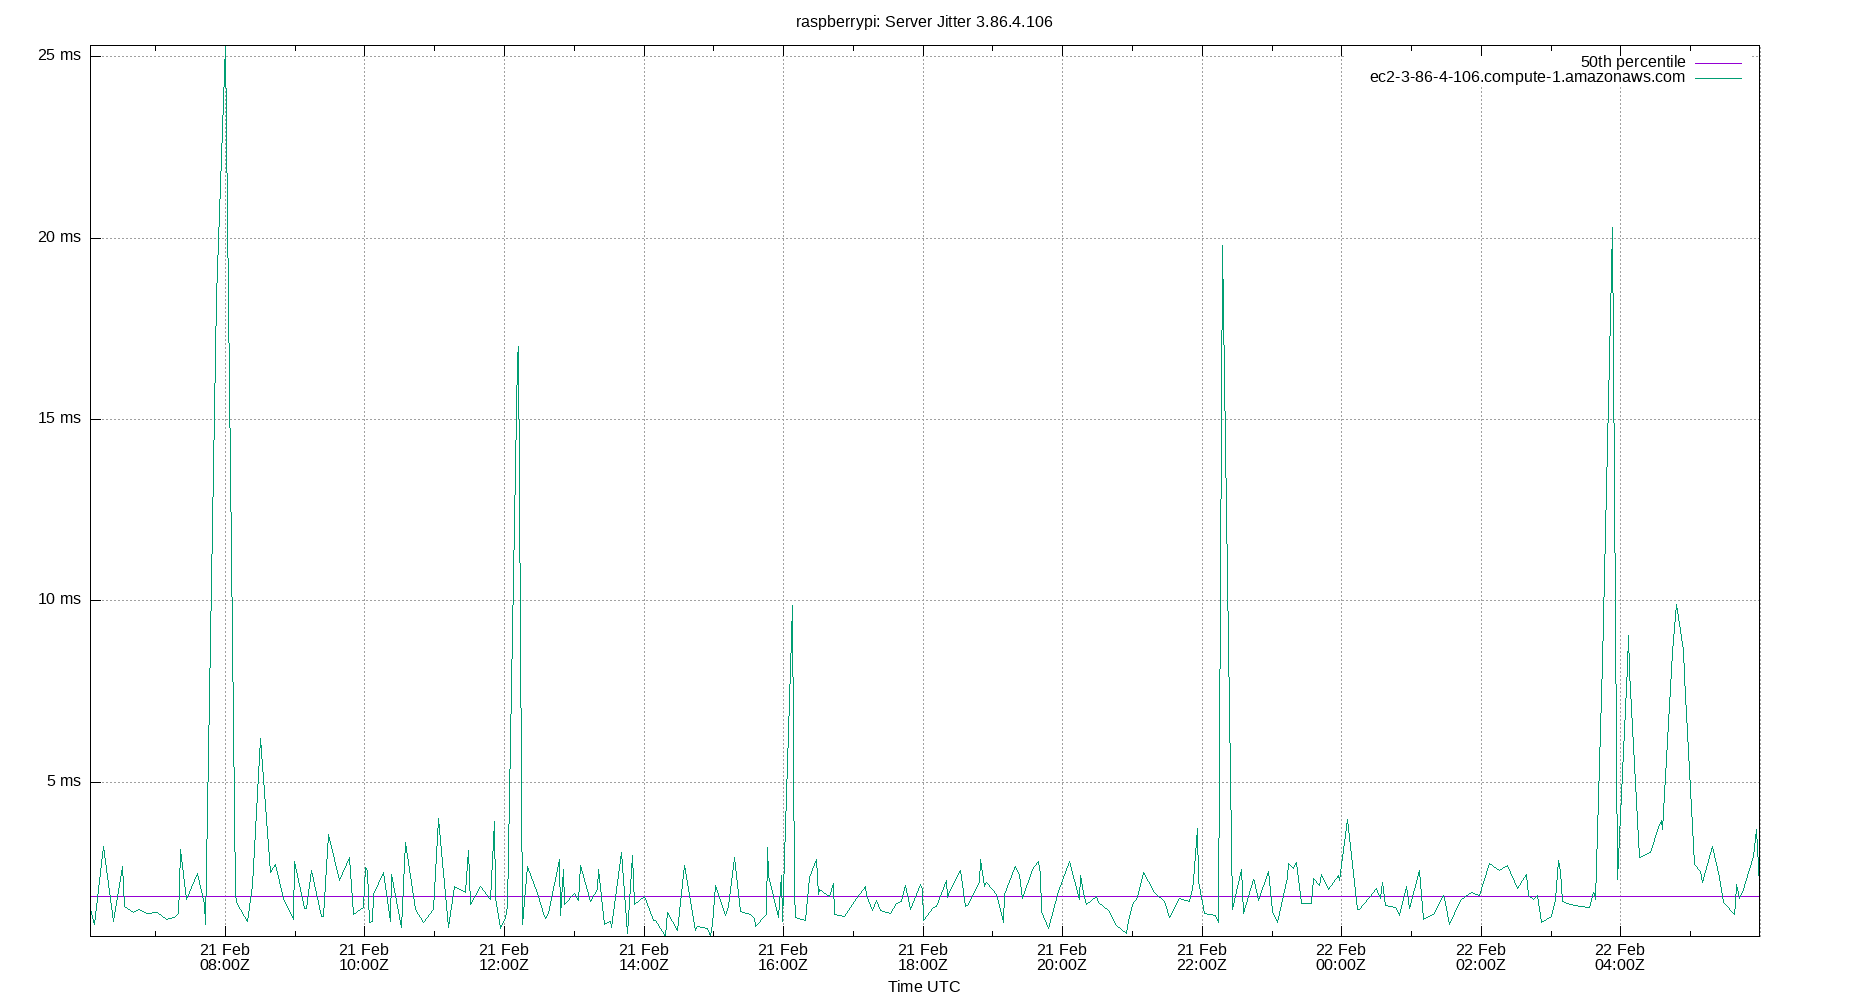 raspberrypi: Server Jitter 3.86.4.106
25 ms
20 ms
15 ms
10 ms
5 ms
50th percentile
ec2-3-86-4-106.compute-1.amazonaws.com
21 Feb 21 Feb 21 Feb 21 Feb 21 Feb 21 Feb 21 Feb 21 Feb 22 Feb 22 Feb 22 Feb
08:00Z 10:00Z 12:00Z 14:00Z 16:00Z 18:00Z 20:00Z 22:00Z 00:00Z 02:00Z 04:00Z
Time UTC